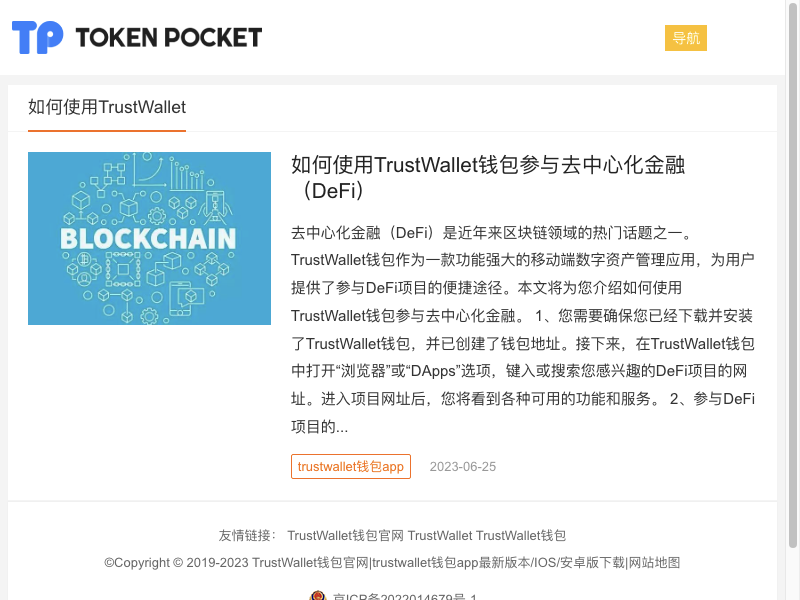 TP TOKEN POCKET
导航
如何使用TrustWallet
BLOCKCHAIN
如何使用TrustWallet钱包参与去中心化金融
（DeFi）
去中心化金融（DeFi）是近年来区块链领域的热门话题之一。
TrustWallet钱包作为一款功能强大的移动端数字资产管理应用，为用户
提供了参与DeFi项目的便捷途径。本文将为您介绍如何使用
TrustWallet钱包参与去中心化金融。 1、您需要确保您已经下载并安装
了TrustWallet钱包，并已创建了钱包地址。接下来，在TrustWallet钱包
中打开“浏览器”或“DApps”选项，键入或搜索您感兴趣的DeFi项目的网
址。进入项目网址后，您将看到各种可用的功能和服务。 2、参与DeFi
项目的...
trustwallet钱包app 2023-06-25
友情链接： TrustWallet钱包官网 TrustWallet TrustWallet钱包
©Copyright © 2019-2023 TrustWallet钱包官网|trustwallet钱包app最新版本/IOS/安卓版下载|网站地图
京ICP备2022014679号-1